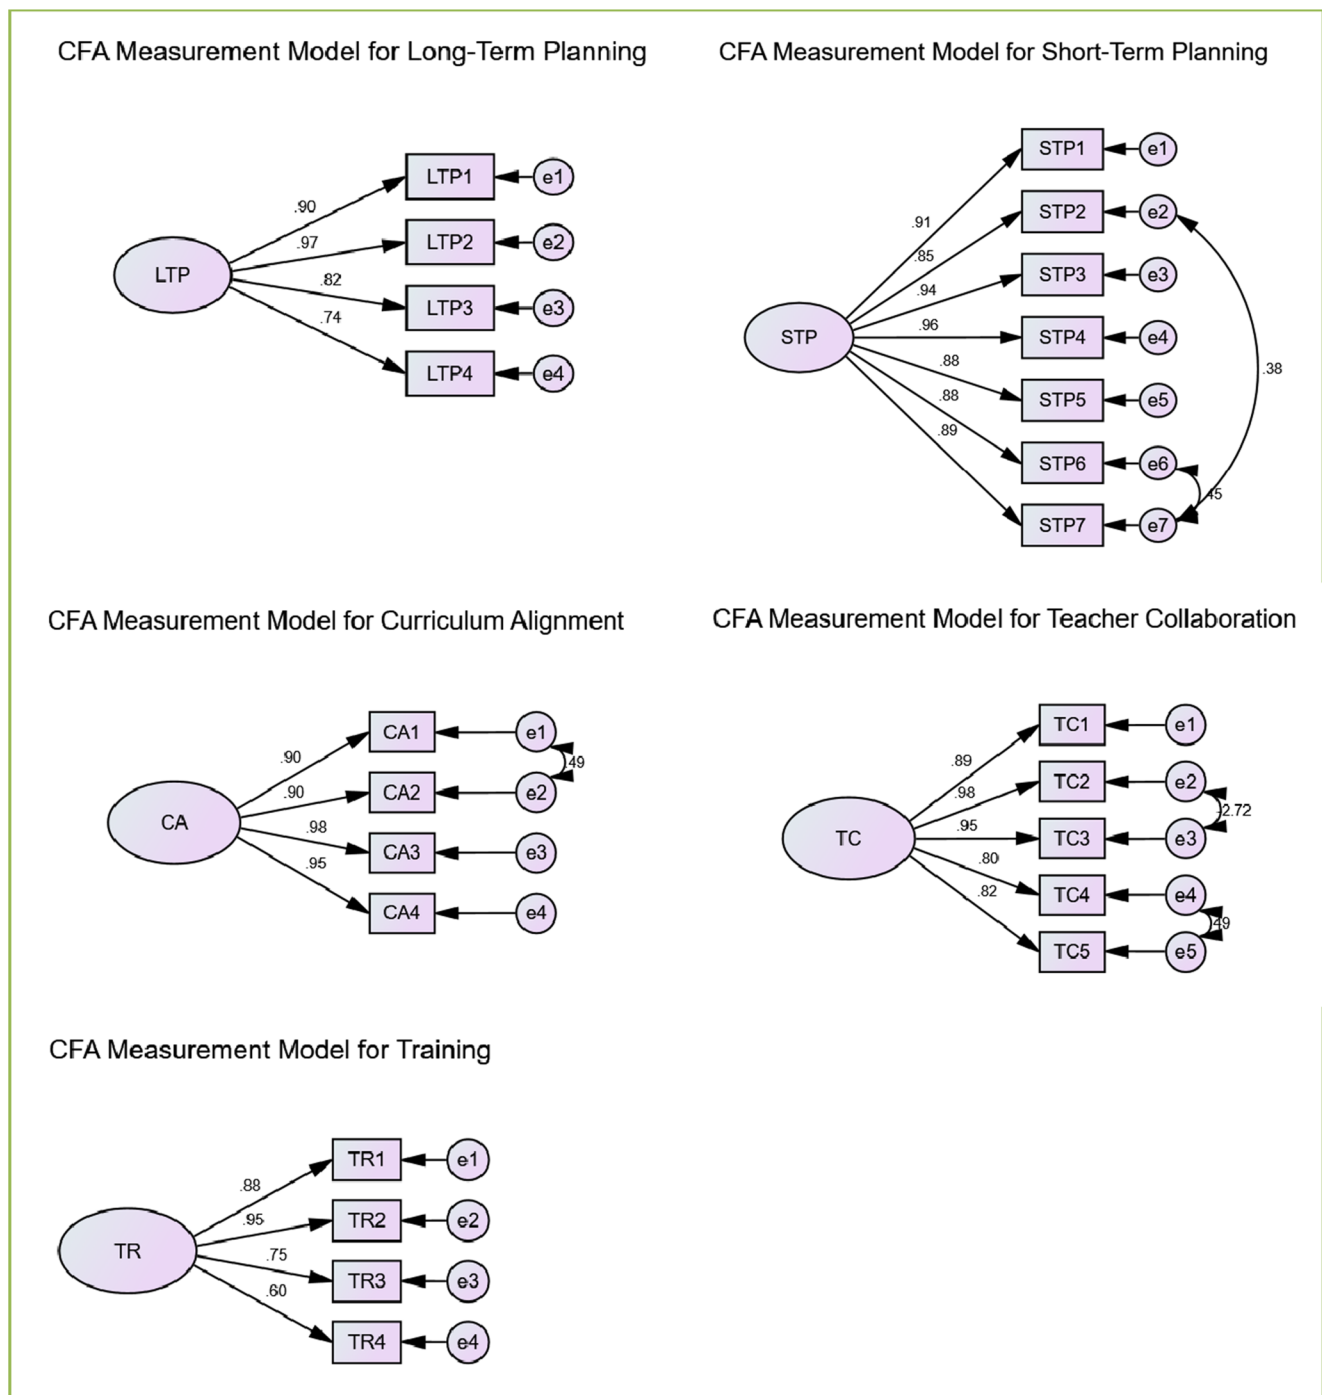 CFA Measurement Model for Long-Term Planning
LTP
.90
.97
.82
.74
LTP1
e1
LTP2
e2
LTP3
e3
LTP4
e4
CFA Measurement Model for Short-Term Planning
STP
.91
.85
.94
.96
.88
.88
.89
STP1
e1
STP2
e2
STP3
e3
STP4
e4
STP5
e5
STP6
e6
STP7
e7
.38
.45
CFA Measurement Model for Curriculum Alignment
CA
.90
.90
.98
.95
CA1
e1
CA2
e2
CA3
e3
CA4
e4
.49
CFA Measurement Model for Teacher Collaboration
TC
.89
.98
.95
.80
.82
TC1
e1
TC2
e2
TC3
e3
TC4
e4
TC5
e5
-2.72
.49
CFA Measurement Model for Training
TR
.88
.95
.75
.60
TR1
e1
TR2
e2
TR3
e3
TR4
e4